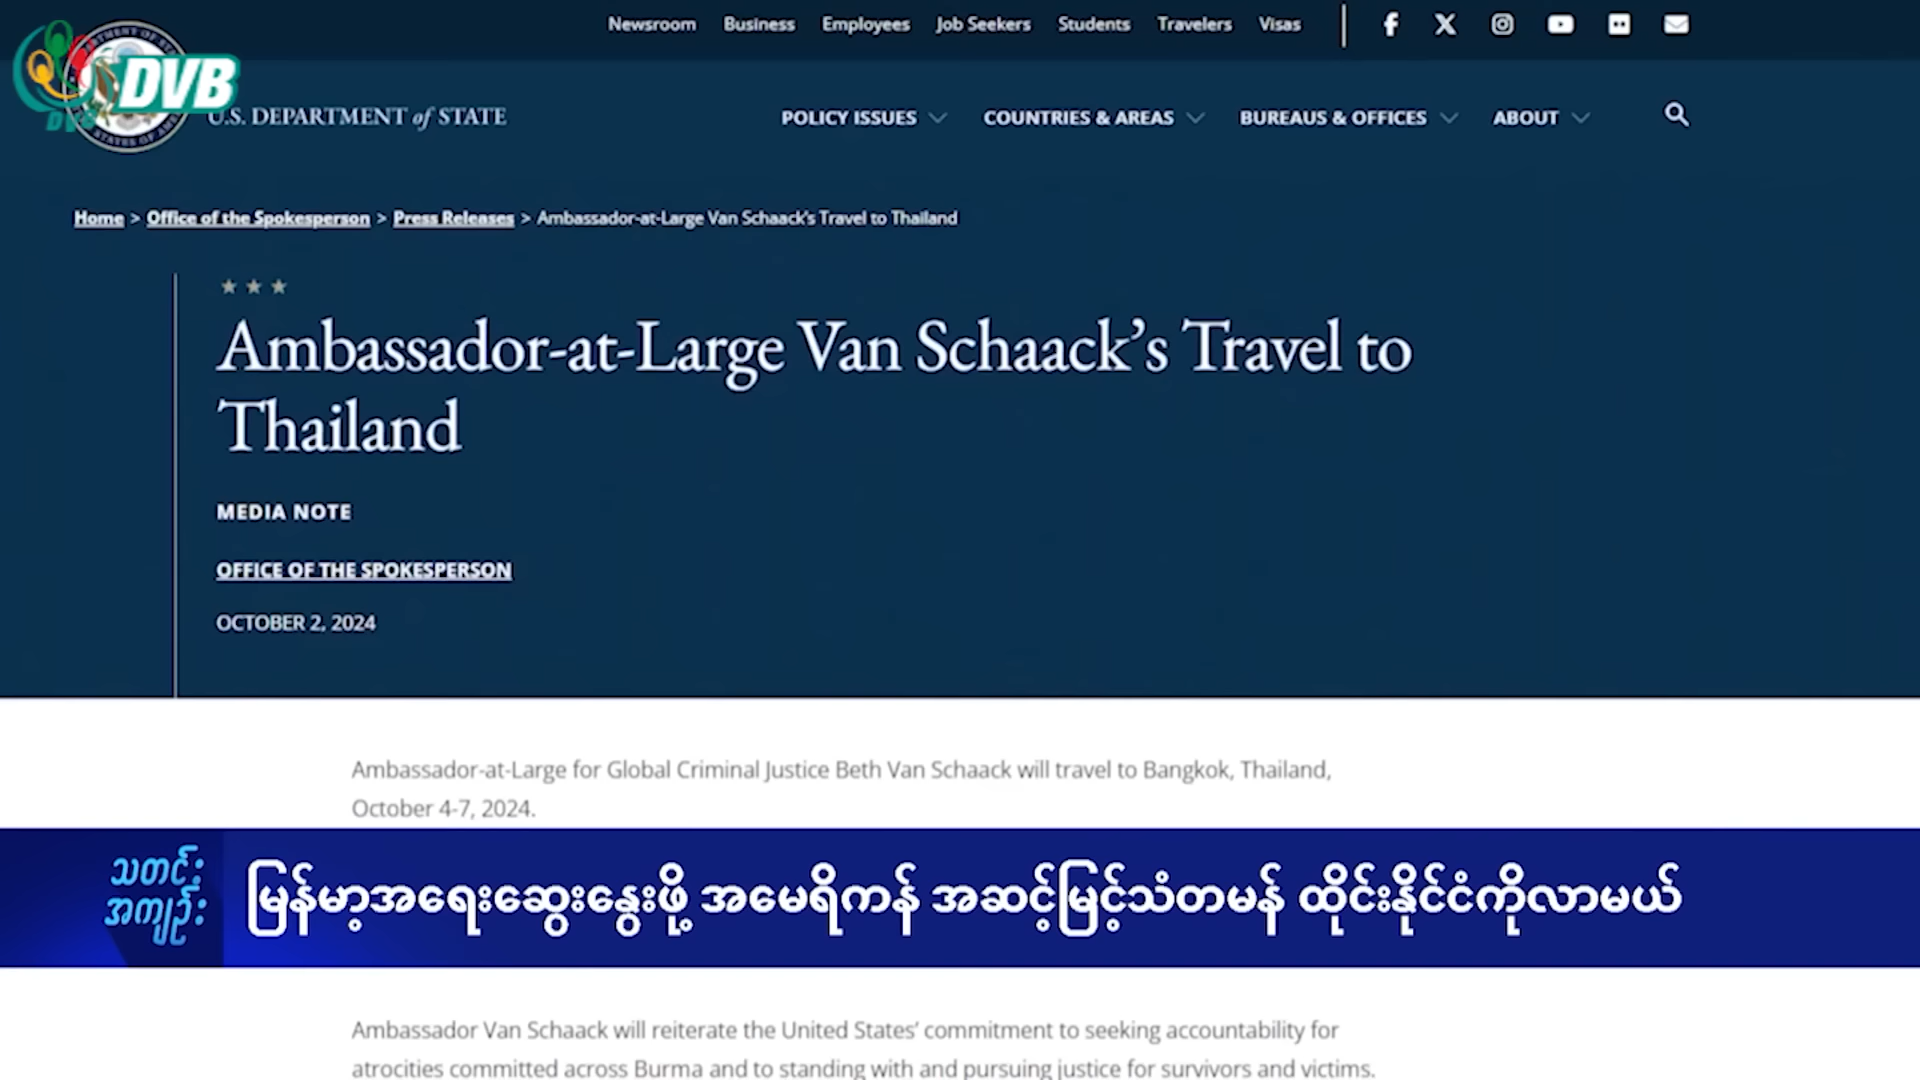 Newsroom Business Employees Job Seekers Students Travelers Visas
DVB
U.S. DEPARTMENT of STATE
POLICY ISSUES COUNTRIES & AREAS BUREAUS & OFFICES ABOUT
Home > Office of the Spokesperson > Press Releases > Ambassador-at-Large Van Schaack's Travel to Thailand
Ambassador-at-Large Van Schaack’s Travel to
Thailand
MEDIA NOTE
OFFICE OF THE SPOKESPERSON
OCTOBER 2, 2024
Ambassador-at-Large for Global Criminal Justice Beth Van Schaack will travel to Bangkok, Thailand,
October 4-7, 2024.
သတင်း
အကျဉ်း
မြန်မာ့အရေးဆွေးနွေးဖို့ အမေရိကန် အဆင့်မြင့်သံတမန် ထိုင်းနိုင်ငံကိုလာမယ်
Ambassador Van Schaack will reiterate the United States’ commitment to seeking accountability for
atrocities committed across Burma and to standing with and pursuing justice for survivors and victims.